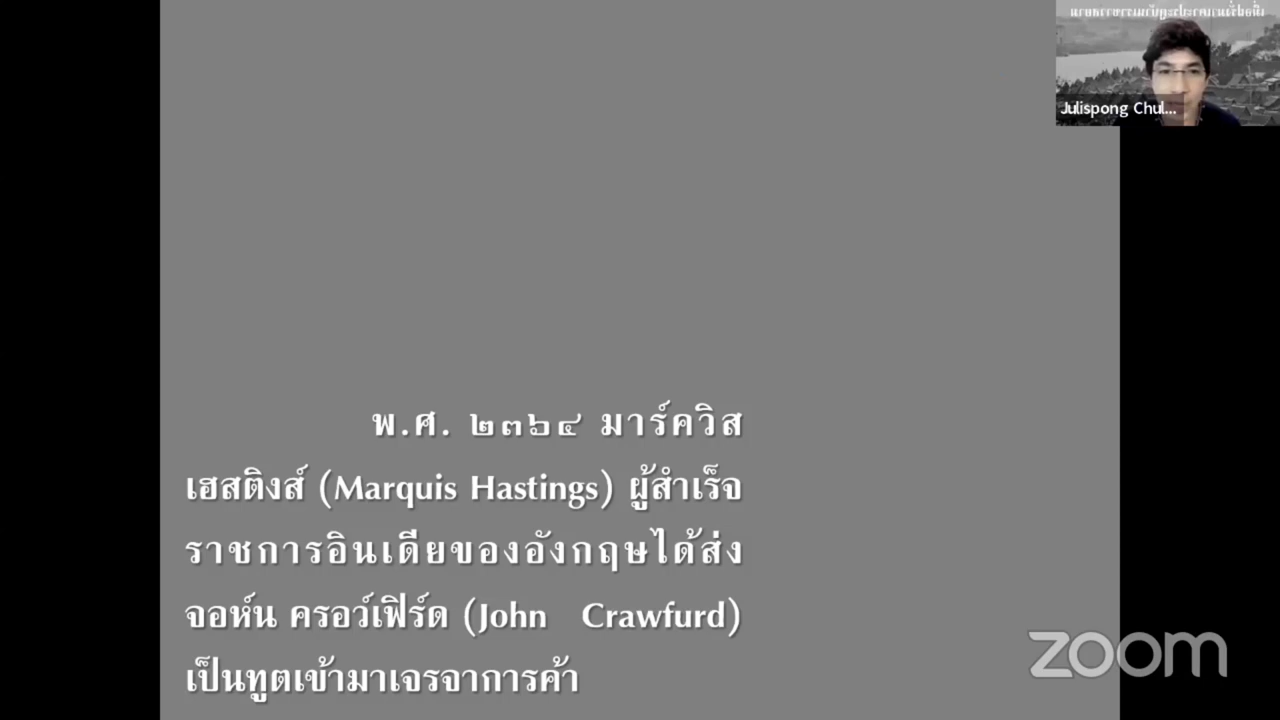 Julispong Chul...
พ.ศ. ๒๓๖๔ มาร์ควิส
เฮสติงส์ (Marquis Hastings) ผู้สำเร็จ
ราชการอินเดียของอังกฤษได้ส่ง
จอห์น ครอว์เฟิร์ด (John Crawfurd)
เป็นทูตเข้ามาเจรจาการค้า
zoom